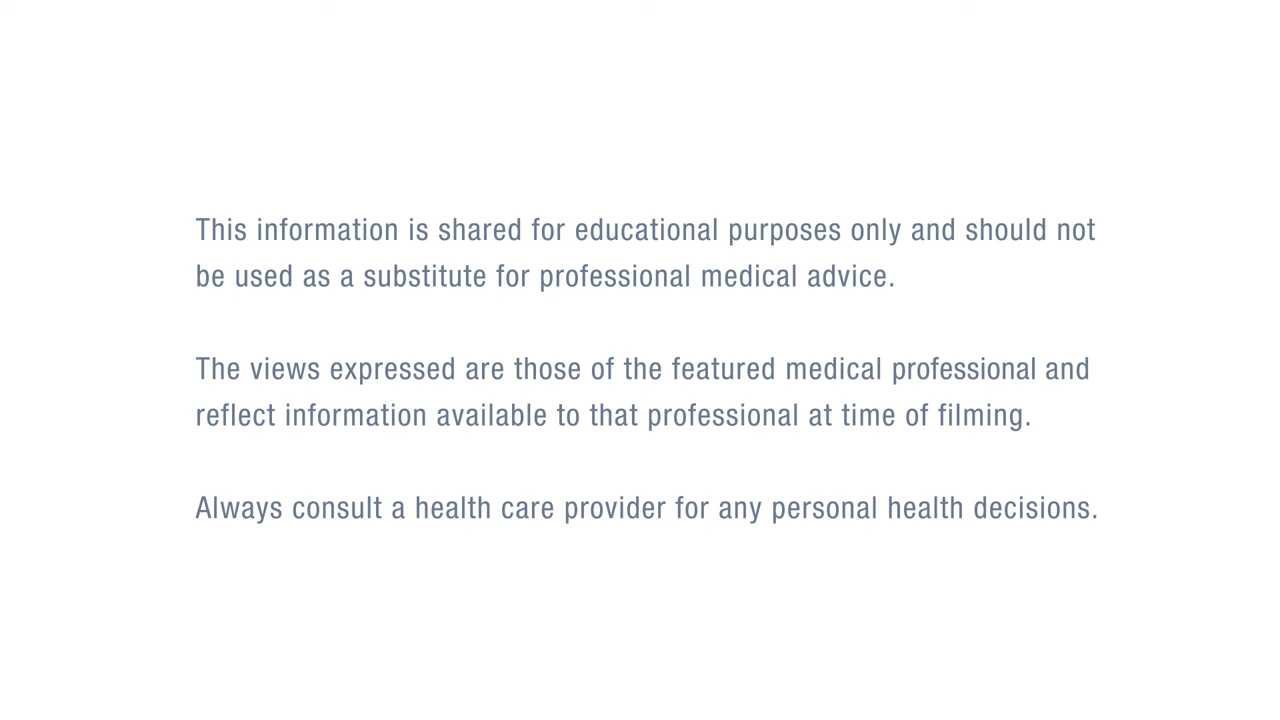 This information is shared for educational purposes only and should not
be used as a substitute for professional medical advice.
The views expressed are those of the featured medical professional and
reflect information available to that professional at time of filming.
Always consult a health care provider for any personal health decisions.